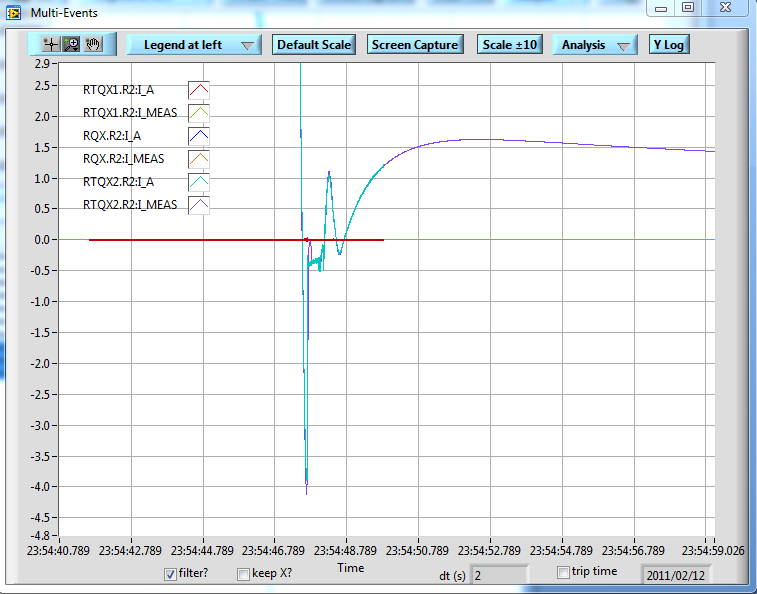 Multi-Events
Legend at left Default Scale Screen Capture Scale ±10 Analysis Y Log
2.9
2.5
2.0
1.5
1.0
0.5
0.0
-0.5
-1.0
-1.5
-2.0
-2.5
-3.0
-3.5
-4.0
-4.5
-4.8
RTQX1.R2:I_A
RTQX1.R2:I_MEAS
RQX.R2:I_A
RQX.R2:I_MEAS
RTQX2.R2:I_A
RTQX2.R2:I_MEAS
23:54:40.789 23:54:42.789 23:54:44.789 23:54:46.789 23:54:48.789 23:54:50.789 23:54:52.789 23:54:54.789 23:54:56.789 23:54:59.026
Time
filter? keep X? dt (s) 2 trip time 2011/02/12